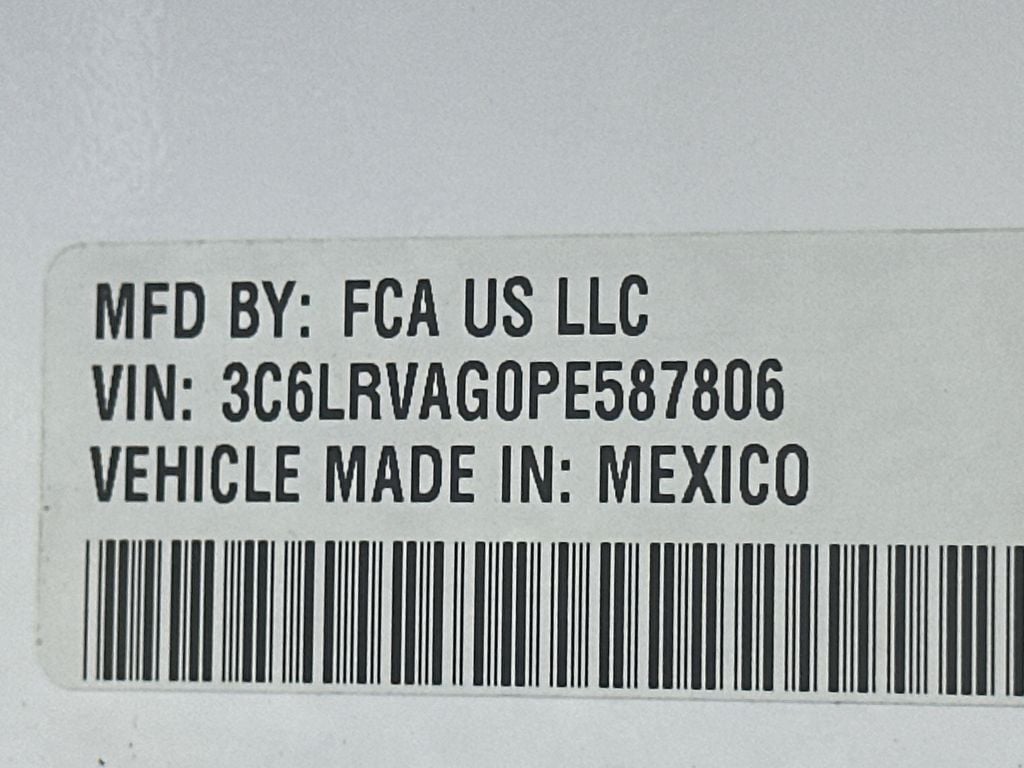 MFD BY: FCA US LLC
VIN: 3C6LRVAG0PE587806
VEHICLE MADE IN: MEXICO